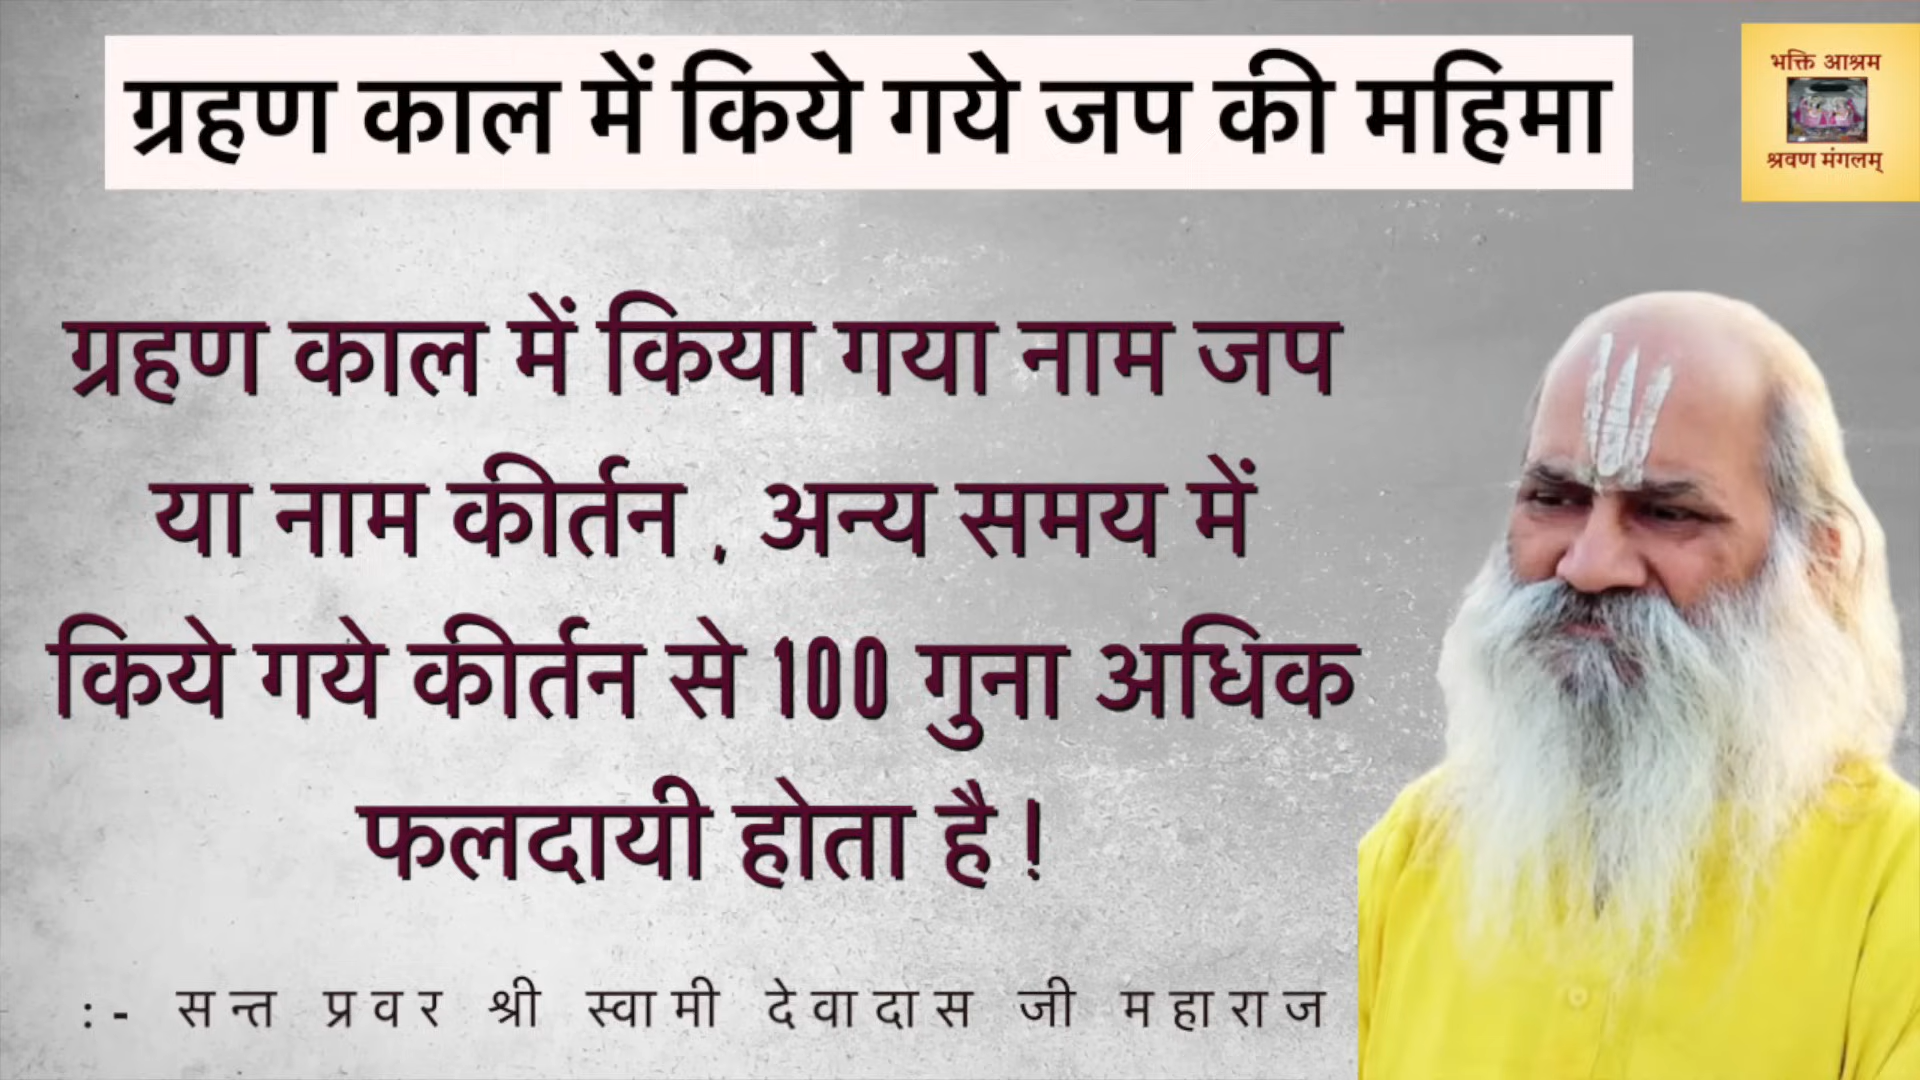 ग्रहण काल में किये गये जप की महिमा
भक्ति आश्रम
श्रवण मंगलम्
ग्रहण काल में किया गया नाम जप
या नाम कीर्तन , अन्य समय में
किये गये कीर्तन से 100 गुना अधिक
फलदायी होता है !
:- सन्त प्रवर श्री स्वामी देवादास जी महाराज